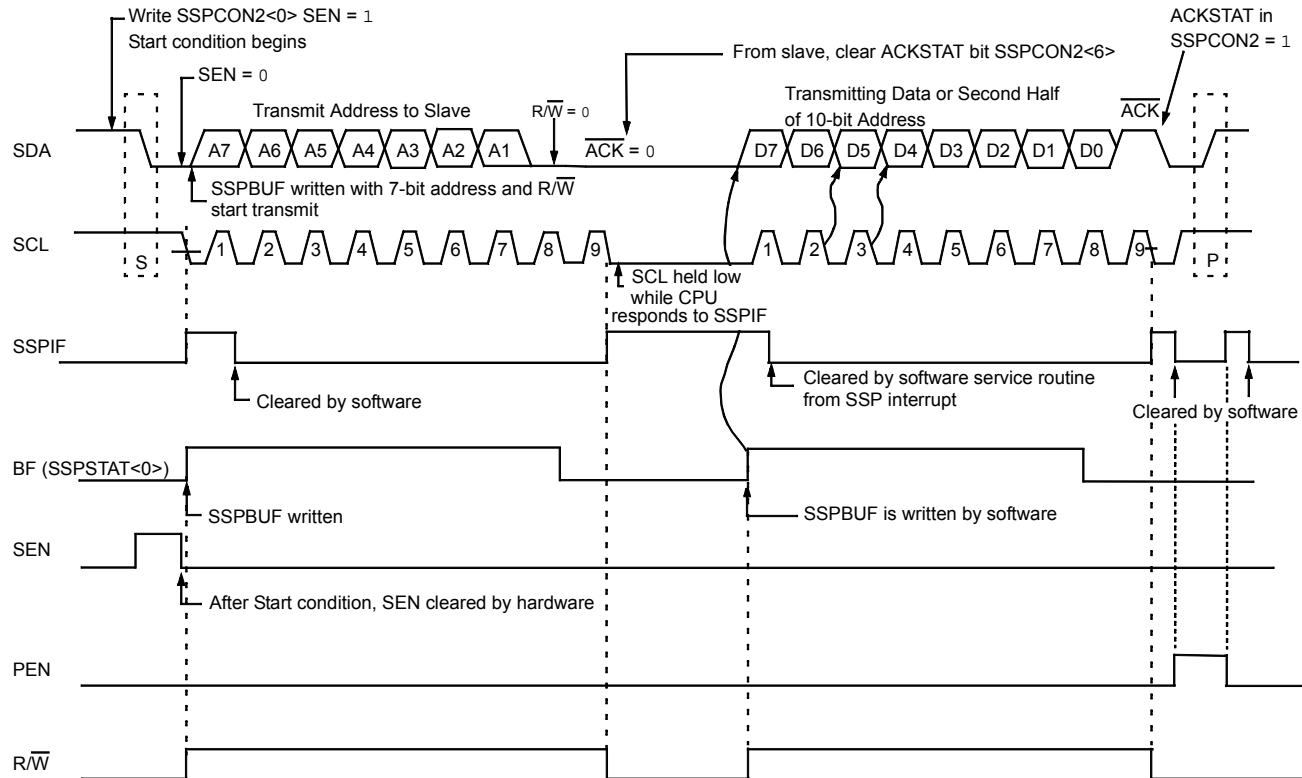 Write SSPCON2<0> SEN = 1
Start condition begins
ACKSTAT in
SSPCON2 = 1
From slave, clear ACKSTAT bit SSPCON2<6>
SEN = 0
Transmit Address to Slave
R/W̅ = 0
Transmitting Data or Second Half
of 10-bit Address
A̅C̅K̅
SDA
A7 A6 A5 A4 A3 A2 A1
A̅C̅K̅ = 0
D7 D6 D5 D4 D3 D2 D1 D0
SSPBUF written with 7-bit address and R/W̅
start transmit
SCL
S
1 2 3 4 5 6 7 8 9
1 2 3 4 5 6 7 8 9
P
SCL held low
while CPU
responds to SSPIF
SSPIF
Cleared by software
Cleared by software service routine
from SSP interrupt
Cleared by software
BF (SSPSTAT<0>)
SSPBUF written
SSPBUF is written by software
SEN
After Start condition, SEN cleared by hardware
PEN
R/W̅